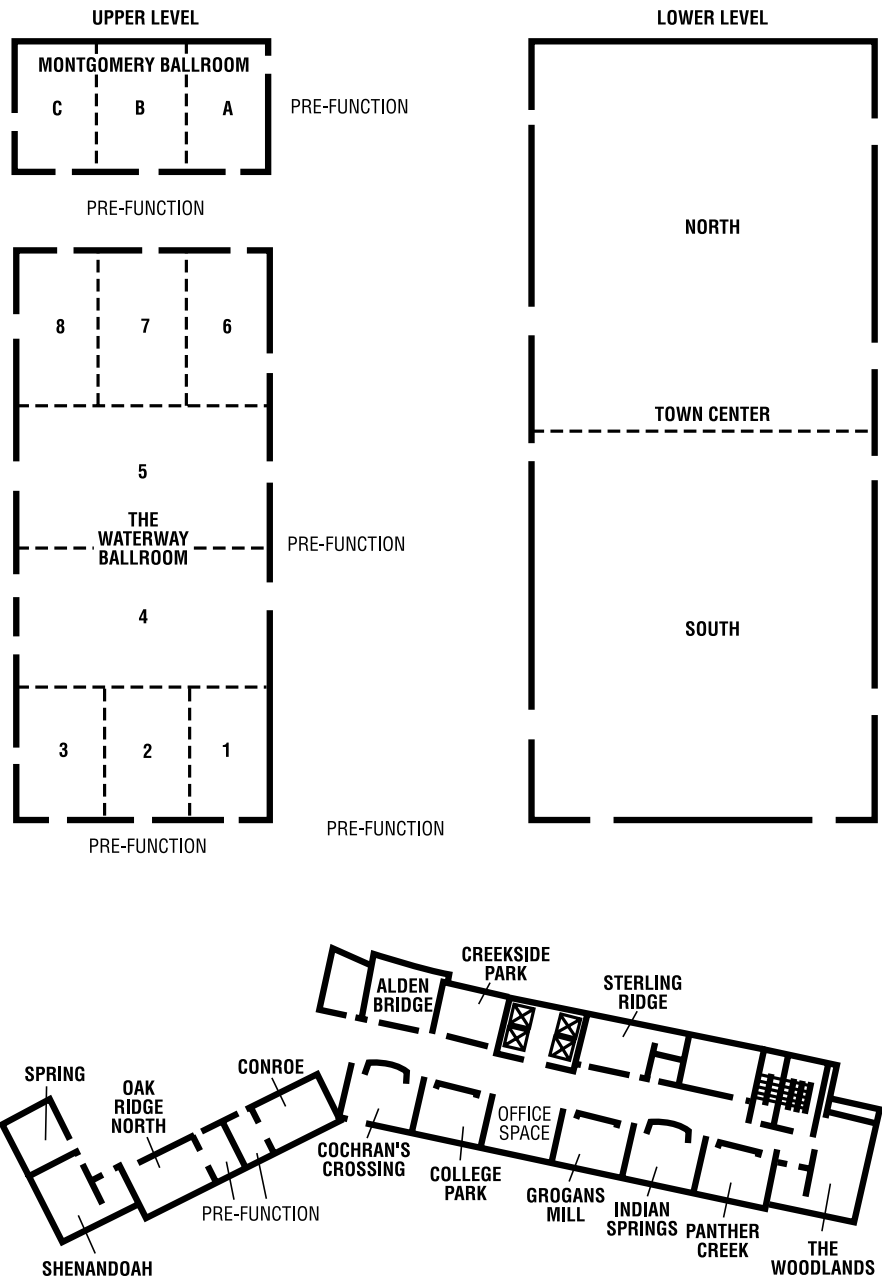 UPPER LEVEL
MONTGOMERY BALLROOM
C
B
A
PRE-FUNCTION
PRE-FUNCTION
8
7
6
5
THE
WATERWAY
BALLROOM
PRE-FUNCTION
4
3
2
1
PRE-FUNCTION
PRE-FUNCTION
LOWER LEVEL
NORTH
TOWN CENTER
SOUTH
CREEKSIDE
PARK
ALDEN
BRIDGE
STERLING
RIDGE
SPRING
OAK
RIDGE
NORTH
CONROE
OFFICE
SPACE
COCHRAN'S
CROSSING
COLLEGE
PARK
GROGANS
MILL
INDIAN
SPRINGS
PANTHER
CREEK
THE
WOODLANDS
PRE-FUNCTION
SHENANDOAH